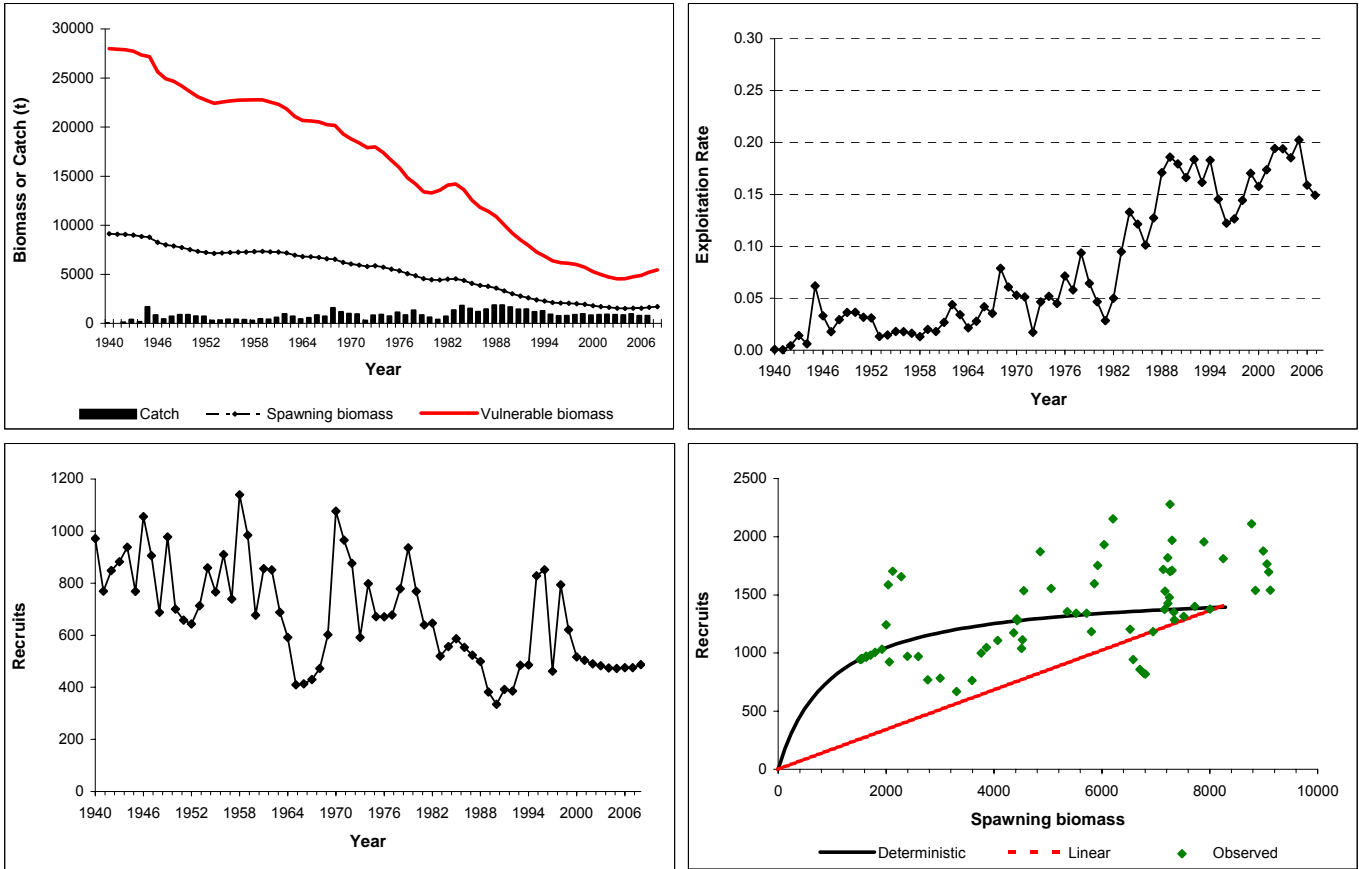 30000
25000
20000
15000
10000
5000
0
Biomass or Catch (t)
1940 1946 1952 1958 1964 1970 1976 1982 1988 1994 2000 2006
Year
Catch Spawning biomass Vulnerable biomass
0.30
0.25
0.20
0.15
0.10
0.05
0.00
Exploitation Rate
1940 1946 1952 1958 1964 1970 1976 1982 1988 1994 2000 2006
Year
1200
1000
800
600
400
200
0
Recruits
1940 1946 1952 1958 1964 1970 1976 1982 1988 1994 2000 2006
Year
2500
2000
1500
1000
500
0
Recruits
0 2000 4000 6000 8000 10000
Spawning biomass
Deterministic Linear Observed